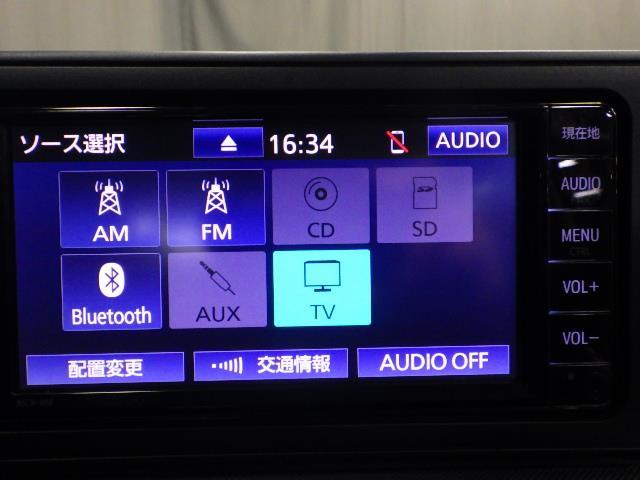 ソース選択 16:34 AUDIO
AM FM CD SD
Bluetooth AUX TV
配置変更 交通情報 AUDIO OFF
現在地
AUDIO
MENU
CTRL
VOL+
VOL−